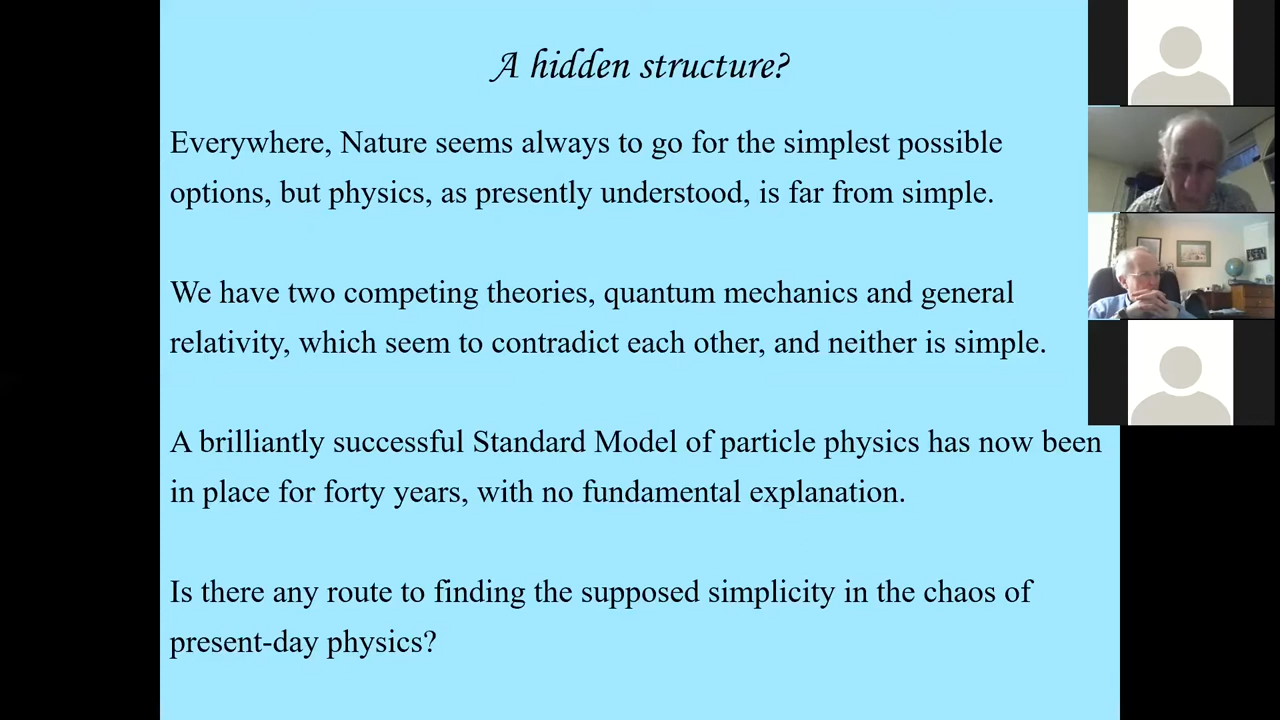 A hidden structure?
Everywhere, Nature seems always to go for the simplest possible
options, but physics, as presently understood, is far from simple.
We have two competing theories, quantum mechanics and general
relativity, which seem to contradict each other, and neither is simple.
A brilliantly successful Standard Model of particle physics has now been
in place for forty years, with no fundamental explanation.
Is there any route to finding the supposed simplicity in the chaos of
present-day physics?